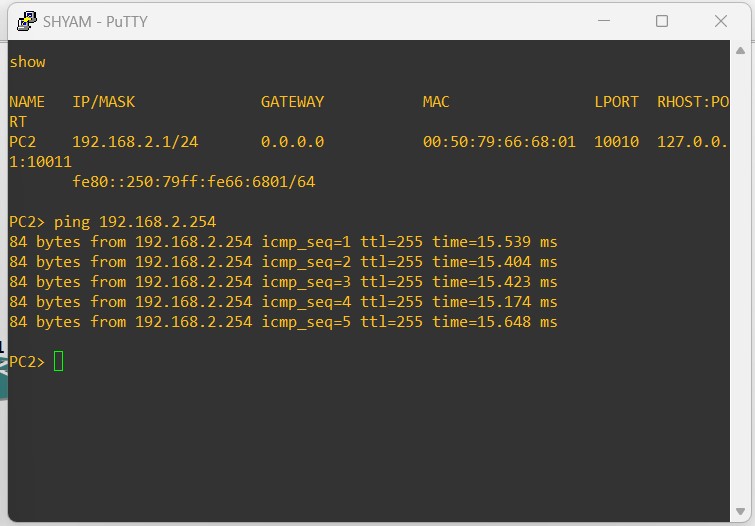 SHYAM - PuTTY
show
NAME IP/MASK GATEWAY MAC LPORT RHOST:PO
RT
PC2 192.168.2.1/24 0.0.0.0 00:50:79:66:68:01 10010 127.0.0.
1:10011
fe80::250:79ff:fe66:6801/64
PC2> ping 192.168.2.254
84 bytes from 192.168.2.254 icmp_seq=1 ttl=255 time=15.539 ms
84 bytes from 192.168.2.254 icmp_seq=2 ttl=255 time=15.404 ms
84 bytes from 192.168.2.254 icmp_seq=3 ttl=255 time=15.423 ms
84 bytes from 192.168.2.254 icmp_seq=4 ttl=255 time=15.174 ms
84 bytes from 192.168.2.254 icmp_seq=5 ttl=255 time=15.648 ms
PC2>